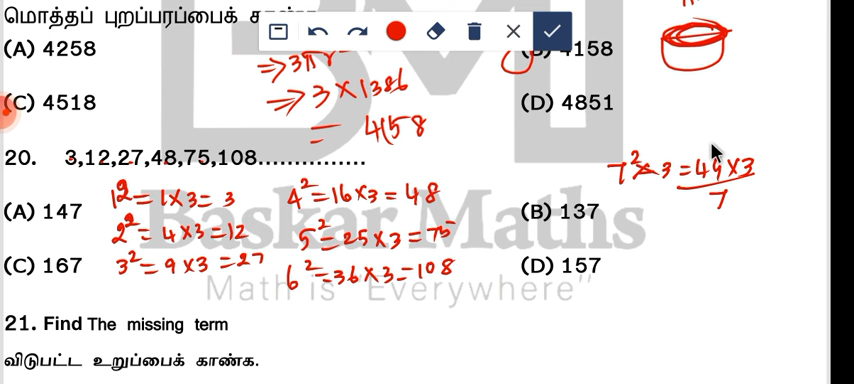 மொத்தப் புறப்பரப்பைக்
(A) 4258
4158
⇒ 3π
⇒ 3 × 1386
(C) 4518
(D) 4851
= 4158
20. 3,12,27,48,75,108...............
7² × 3 = 49 × 3
7
1² = 1 × 3 = 3
4² = 16 × 3 = 48
(A) 147
(B) 137
2² = 4 × 3 = 12
5² = 25 × 3 = 75
(C) 167
3² = 9 × 3 = 27
6² = 36 × 3 = 108
(D) 157
Baskar Maths
Math is "Everywhere"
21. Find The missing term
விடுபட்ட உறுப்பைக் காண்க.